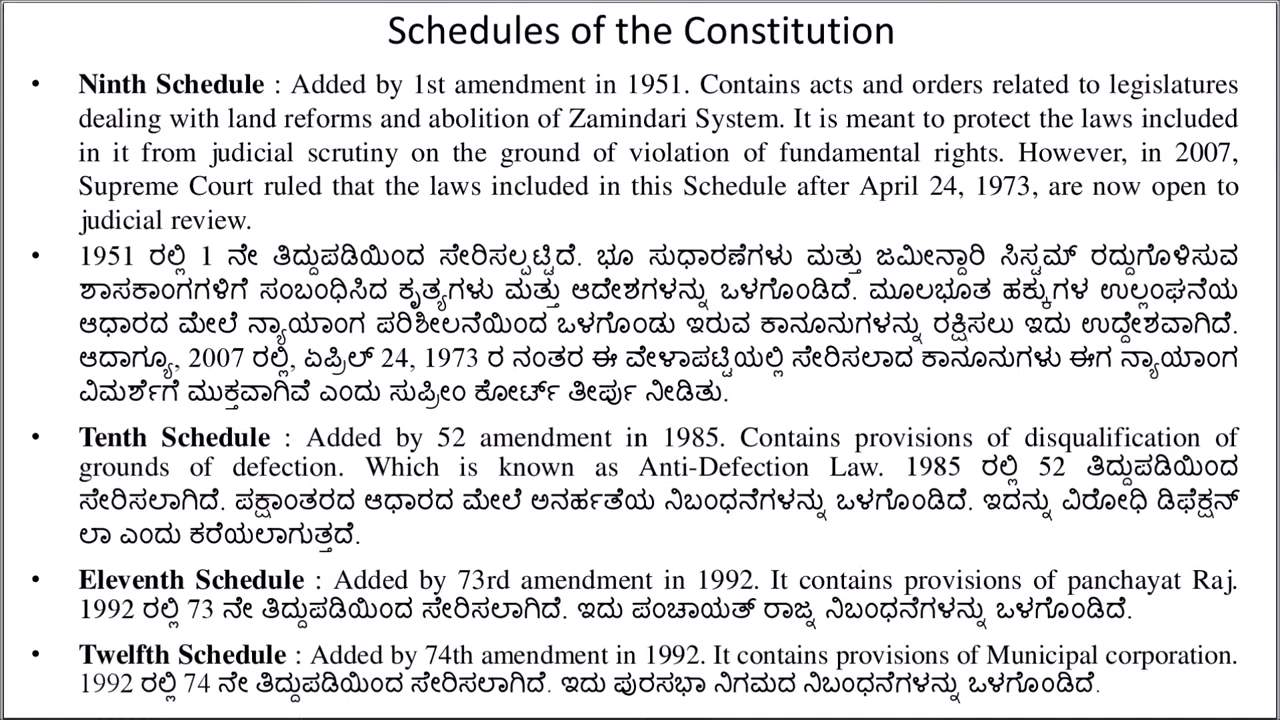 Schedules of the Constitution
• Ninth Schedule : Added by 1st amendment in 1951. Contains acts and orders related to legislatures
dealing with land reforms and abolition of Zamindari System. It is meant to protect the laws included
in it from judicial scrutiny on the ground of violation of fundamental rights. However, in 2007,
Supreme Court ruled that the laws included in this Schedule after April 24, 1973, are now open to
judicial review.
• 1951 ರಲ್ಲಿ 1 ನೇ ತಿದ್ದುಪಡಿಯಿಂದ ಸೇರಿಸಲ್ಪಟ್ಟಿದೆ. ಭೂ ಸುಧಾರಣೆಗಳು ಮತ್ತು ಜಮೀನ್ದಾರಿ ಸಿಸ್ಟಮ್ ರದ್ದುಗೊಳಿಸುವ
ಶಾಸಕಾಂಗಗಳಿಗೆ ಸಂಬಂಧಿಸಿದ ಕೃತ್ಯಗಳು ಮತ್ತು ಆದೇಶಗಳನ್ನು ಒಳಗೊಂಡಿದೆ. ಮೂಲಭೂತ ಹಕ್ಕುಗಳ ಉಲ್ಲಂಘನೆಯ
ಆಧಾರದ ಮೇಲೆ ನ್ಯಾಯಾಂಗ ಪರಿಶೀಲನೆಯಿಂದ ಒಳಗೊಂಡು ಇರುವ ಕಾನೂನುಗಳನ್ನು ರಕ್ಷಿಸಲು ಇದು ಉದ್ದೇಶವಾಗಿದೆ.
ಆದಾಗ್ಯೂ, 2007 ರಲ್ಲಿ, ಏಪ್ರಿಲ್ 24, 1973 ರ ನಂತರ ಈ ವೇಳಾಪಟ್ಟಿಯಲ್ಲಿ ಸೇರಿಸಲಾದ ಕಾನೂನುಗಳು ಈಗ ನ್ಯಾಯಾಂಗ
ವಿಮರ್ಶೆಗೆ ಮುಕ್ತವಾಗಿವೆ ಎಂದು ಸುಪ್ರೀಂ ಕೋರ್ಟ್ ತೀರ್ಪು ನೀಡಿತು.
• Tenth Schedule : Added by 52 amendment in 1985. Contains provisions of disqualification of
grounds of defection. Which is known as Anti-Defection Law. 1985 ರಲ್ಲಿ 52 ತಿದ್ದುಪಡಿಯಿಂದ
ಸೇರಿಸಲಾಗಿದೆ. ಪಕ್ಷಾಂತರದ ಆಧಾರದ ಮೇಲೆ ಅನರ್ಹತೆಯ ನಿಬಂಧನೆಗಳನ್ನು ಒಳಗೊಂಡಿದೆ. ಇದನ್ನು ವಿರೋಧಿ ಡಿಫೆಕ್ಷನ್
ಲಾ ಎಂದು ಕರೆಯಲಾಗುತ್ತದೆ.
• Eleventh Schedule : Added by 73rd amendment in 1992. It contains provisions of panchayat Raj.
1992 ರಲ್ಲಿ 73 ನೇ ತಿದ್ದುಪಡಿಯಿಂದ ಸೇರಿಸಲಾಗಿದೆ. ಇದು ಪಂಚಾಯತ್ ರಾಜ್ನ ನಿಬಂಧನೆಗಳನ್ನು ಒಳಗೊಂಡಿದೆ.
• Twelfth Schedule : Added by 74th amendment in 1992. It contains provisions of Municipal corporation.
1992 ರಲ್ಲಿ 74 ನೇ ತಿದ್ದುಪಡಿಯಿಂದ ಸೇರಿಸಲಾಗಿದೆ. ಇದು ಪುರಸಭಾ ನಿಗಮದ ನಿಬಂಧನೆಗಳನ್ನು ಒಳಗೊಂಡಿದೆ.